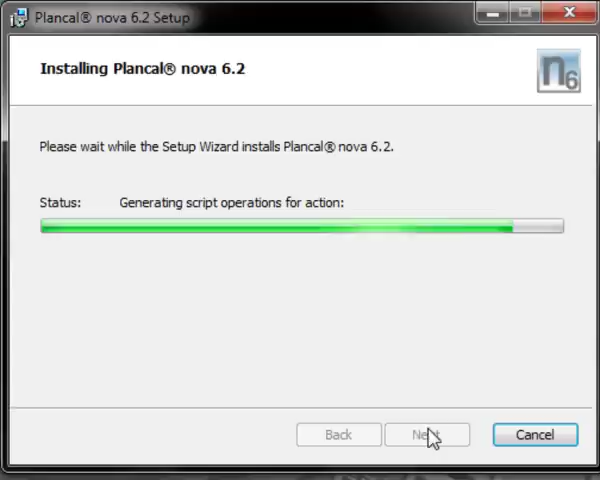 Plancal® nova 6.2 Setup
Installing Plancal® nova 6.2
n6
Please wait while the Setup Wizard installs Plancal® nova 6.2.
Status: Generating script operations for action:
Back Next Cancel